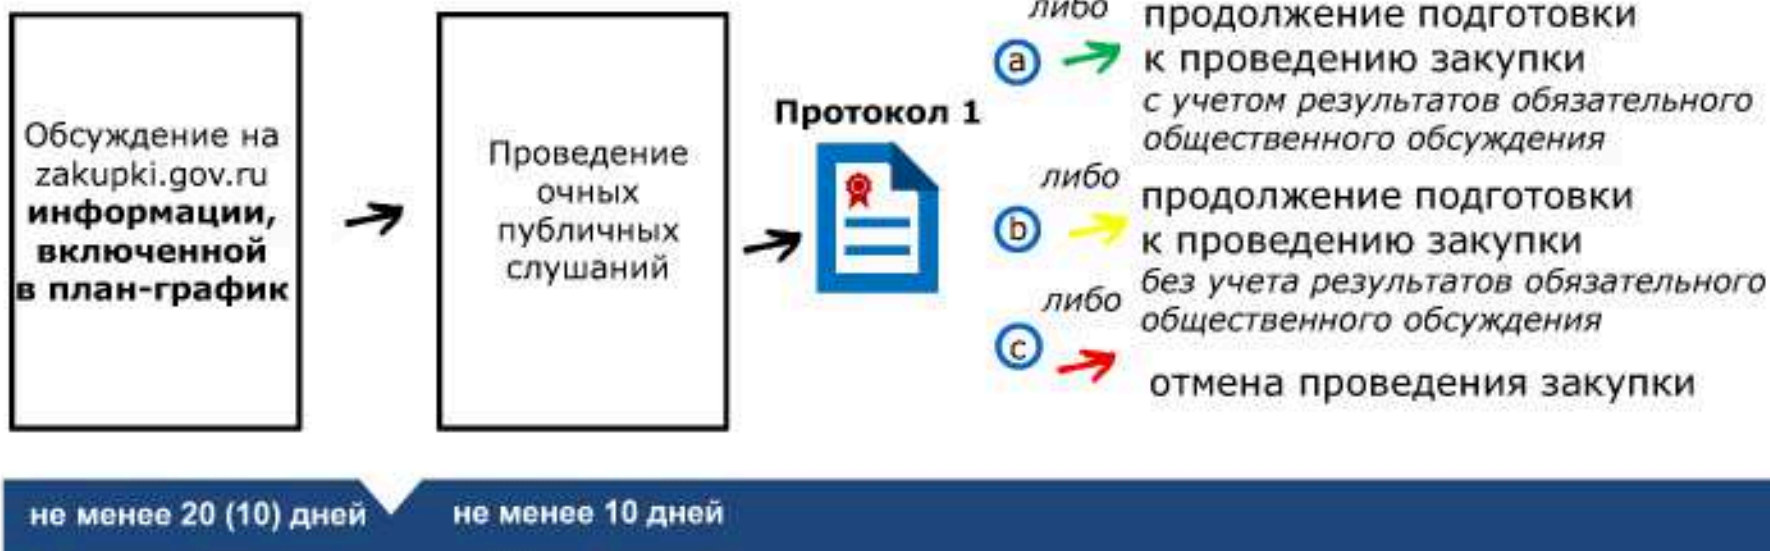 Обсуждение на
zakupki.gov.ru
информации,
включенной
в план-график
Проведение
очных
публичных
слушаний
Протокол 1
либо
a
продолжение подготовки
к проведению закупки
с учетом результатов обязательного
общественного обсуждения
либо
b
продолжение подготовки
к проведению закупки
без учета результатов обязательного
общественного обсуждения
либо
c
отмена проведения закупки
не менее 20 (10) дней
не менее 10 дней